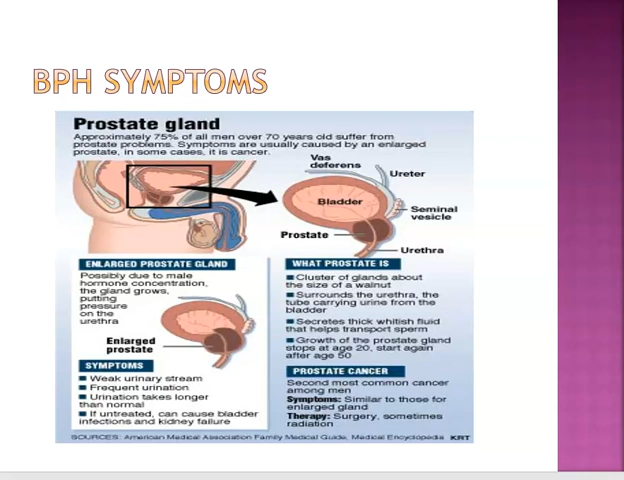 BPH SYMPTOMS
Prostate gland
Approximately 75% of all men over 70 years old suffer from
prostate problems. Symptoms are usually caused by an enlarged
prostate, in some cases, it is cancer.
Vas
deferens
Ureter
Bladder
Seminal
vesicle
Prostate
Urethra
ENLARGED PROSTATE GLAND
Possibly due to male
hormone concentration,
the gland grows,
putting
pressure
on the
urethra
Enlarged
prostate
SYMPTOMS
■ Weak urinary stream
■ Frequent urination
■ Urination takes longer
than normal
■ If untreated, can cause bladder
infections and kidney failure
WHAT PROSTATE IS
■ Cluster of glands about
the size of a walnut
■ Surrounds the urethra, the
tube carrying urine from the
bladder
■ Secretes thick whitish fluid
that helps transport sperm
■ Growth of the prostate gland
stops at age 20, start again
after age 50
PROSTATE CANCER
Second most common cancer
among men
Symptoms: Similar to those for
enlarged gland
Therapy: Surgery, sometimes
radiation
SOURCES: American Medical Association Family Medical Guide, Medical Encyclopedia KRT